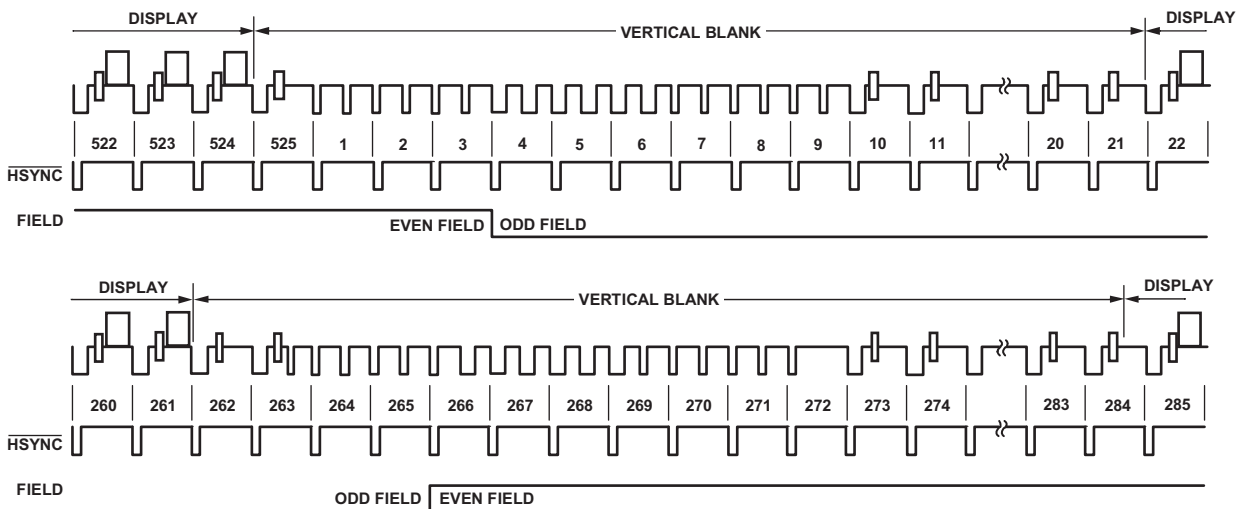 DISPLAY VERTICAL BLANK DISPLAY
522 523 524 525 1 2 3 4 5 6 7 8 9 10 11 20 21 22
HSYNC
FIELD EVEN FIELD ODD FIELD
DISPLAY VERTICAL BLANK DISPLAY
260 261 262 263 264 265 266 267 268 269 270 271 272 273 274 283 284 285
HSYNC
FIELD ODD FIELD EVEN FIELD